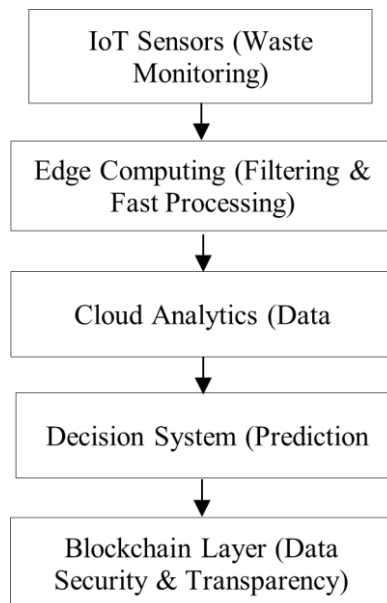 IoT Sensors (Waste
Monitoring)
Edge Computing (Filtering &
Fast Processing)
Cloud Analytics (Data
Decision System (Prediction
Blockchain Layer (Data
Security & Transparency)